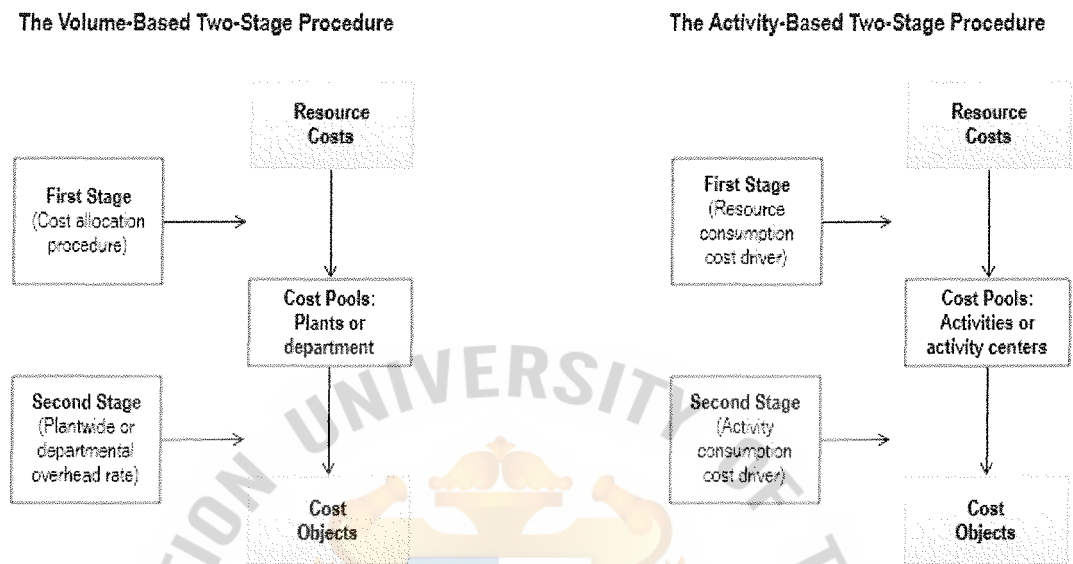 The Volume-Based Two-Stage Procedure
Resource
Costs
First Stage
(Cost allocation
procedure)
Cost Pools:
Plants or
department
Second Stage
(Plantwide or
departmental
overhead rate)
Cost
Objects
The Activity-Based Two-Stage Procedure
Resource
Costs
First Stage
(Resource
consumption
cost driver)
Cost Pools:
Activities or
activity centers
Second Stage
(Activity
consumption
cost driver)
Cost
Objects
UNIVERSITY OF